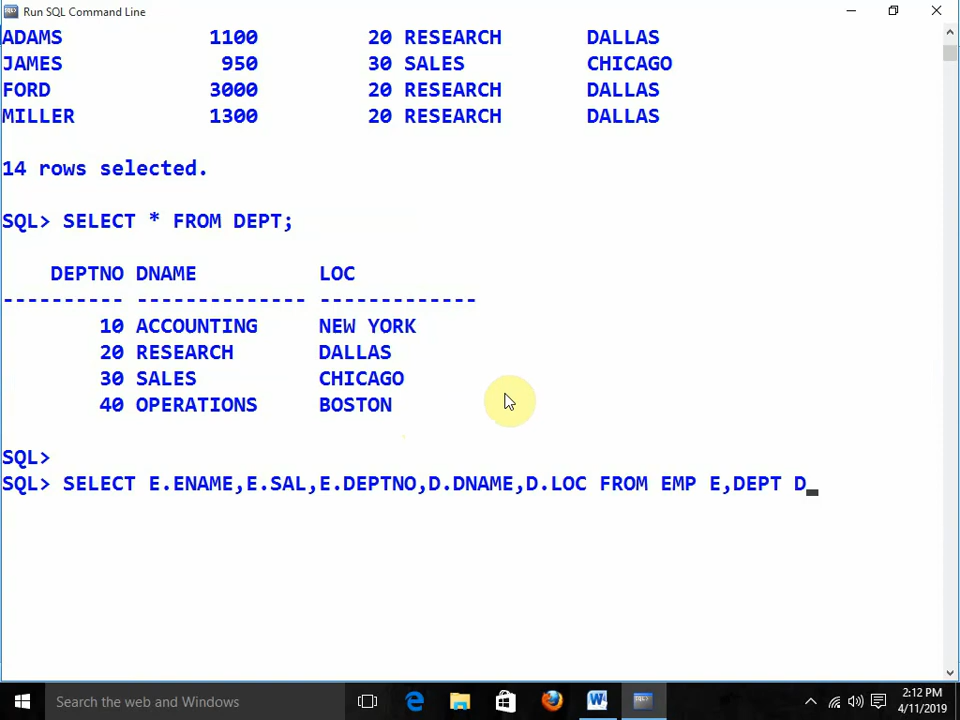 Run SQL Command Line
ADAMS 1100 20 RESEARCH DALLAS
JAMES 950 30 SALES CHICAGO
FORD 3000 20 RESEARCH DALLAS
MILLER 1300 20 RESEARCH DALLAS
14 rows selected.
SQL> SELECT * FROM DEPT;
DEPTNO DNAME LOC
---------- -------------- -------------
10 ACCOUNTING NEW YORK
20 RESEARCH DALLAS
30 SALES CHICAGO
40 OPERATIONS BOSTON
SQL>
SQL> SELECT E.ENAME,E.SAL,E.DEPTNO,D.DNAME,D.LOC FROM EMP E,DEPT D_
Search the web and Windows
2:12 PM
4/11/2019